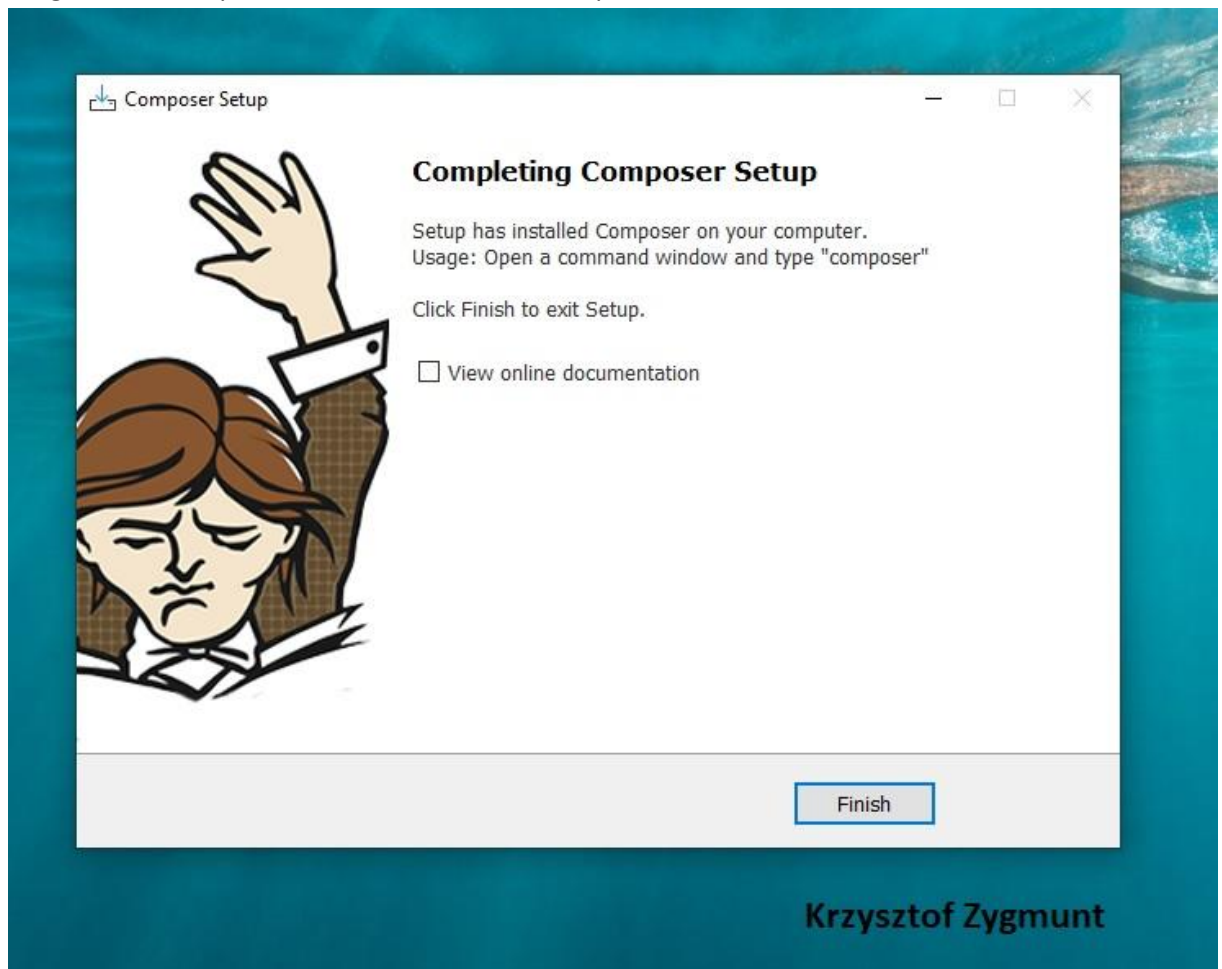 Composer Setup
Completing Composer Setup
Setup has installed Composer on your computer.
Usage: Open a command window and type "composer"
Click Finish to exit Setup.
View online documentation
Finish
Krzysztof Zygmunt